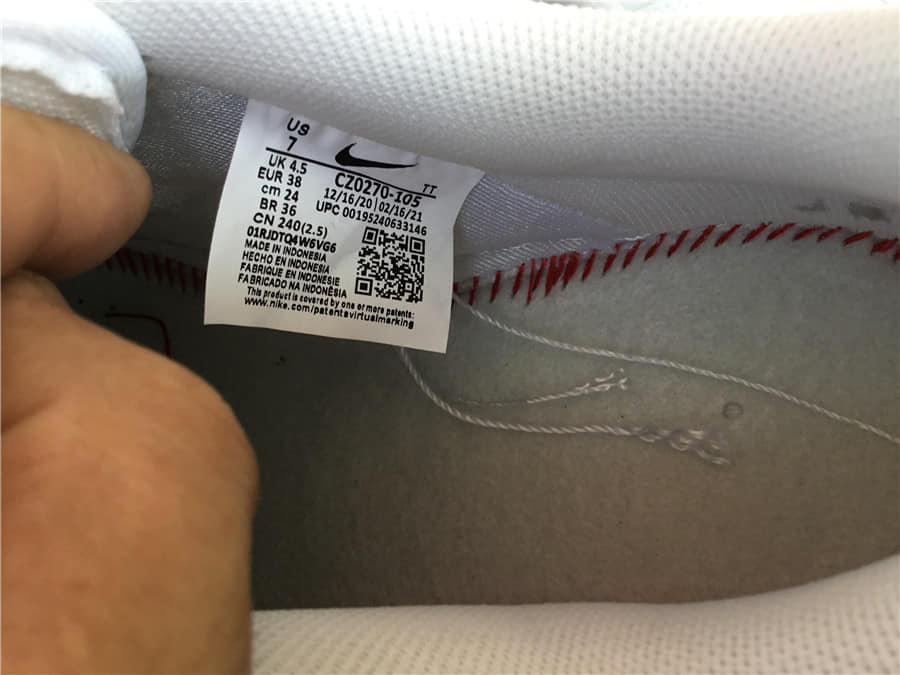 US
7
UK 4.5
EUR 38
cm 24
BR 36
CN 240(2.5)
CZ0270-105 TT
12/16/20 | 02/16/21
UPC 00195240633146
01RJDTQ4W6VG6
MADE IN INDONESIA
HECHO EN INDONESIA
FABRIQUE EN INDONESIE
FABRICADO NA INDONÉSIA
This product is covered by one or more patents:
www.nike.com/patentsvirtualmarking